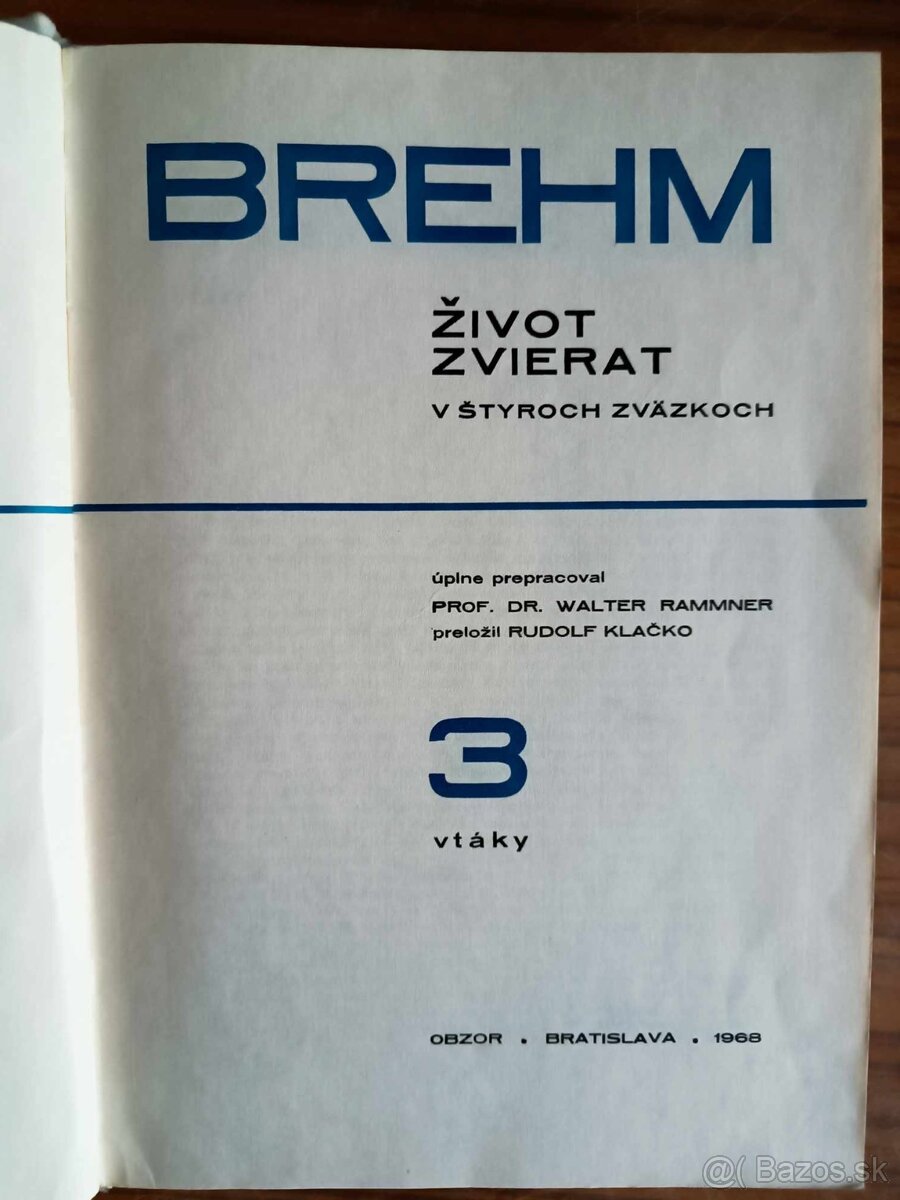 BREHM
ŽIVOT
ZVIERAT
V ŠTYROCH ZVÄZKOCH
úplne prepracoval
PROF. DR. WALTER RAMMNER
preložil RUDOLF KLAČKO
3
vtáky
OBZOR . BRATISLAVA . 1968
@( Bazos.sk